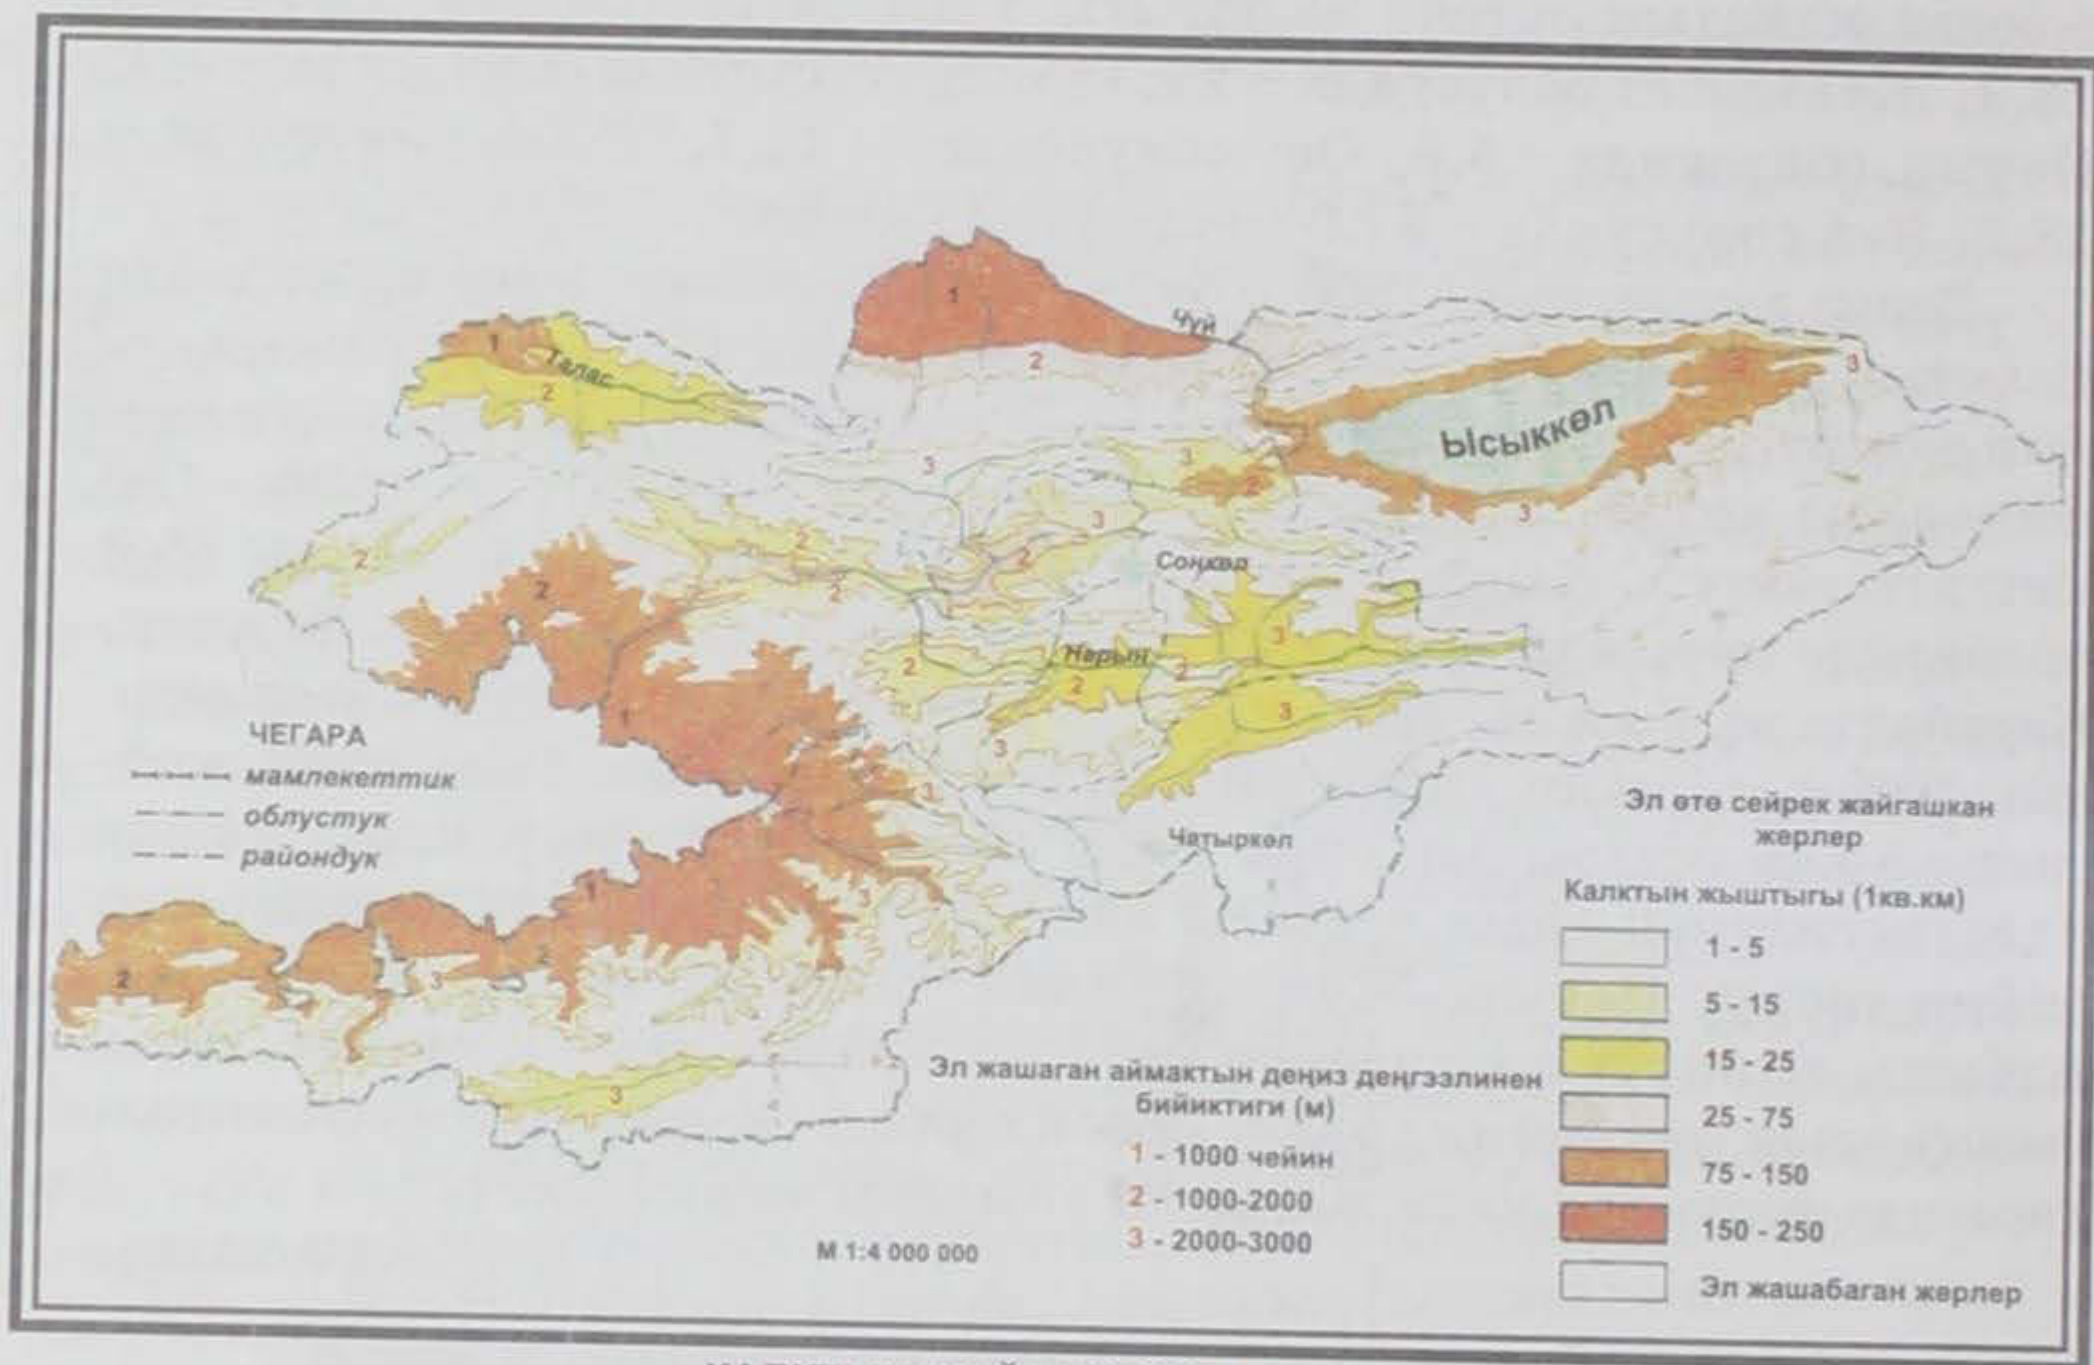 Чүй
Талас
Ысыккөл
Соңкөл
Нарын
Чатыркөл
ЧЕГАРА
мамлекеттик
облустук
райондук
Эл өтө сейрек жайгашкан
жерлер
Калктын жыштыгы (1кв.км)
1 - 5
5 - 15
15 - 25
25 - 75
75 - 150
150 - 250
Эл жашабаган жерлер
Эл жашаган аймактын деңиз деңгээлинен
бийиктиги (м)
1 - 1000 чейин
2 - 1000-2000
3 - 2000-3000
М 1:4 000 000